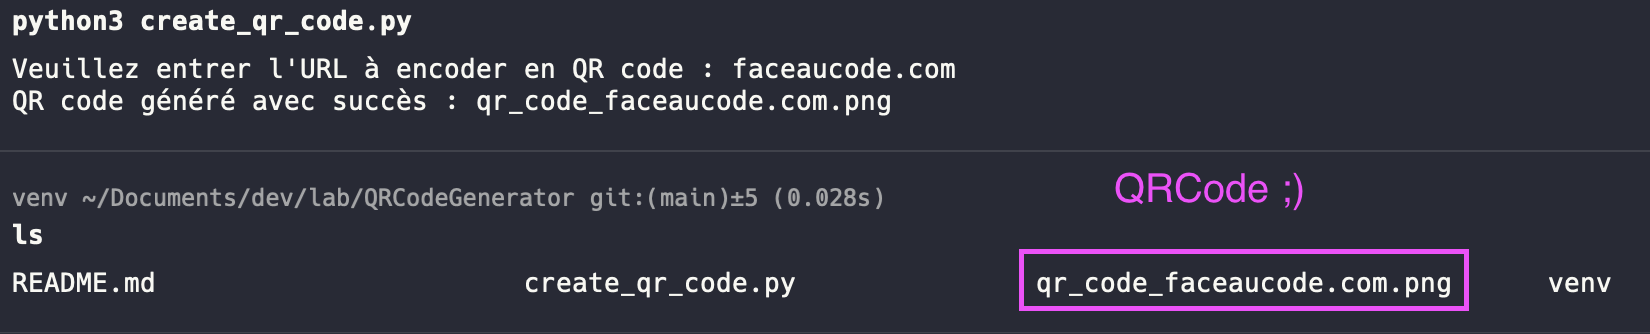 python3 create_qr_code.py
Veuillez entrer l'URL à encoder en QR code : faceaucode.com
QR code généré avec succès : qr_code_faceaucode.com.png
venv ~/Documents/dev/lab/QRCodeGenerator git:(main)±5 (0.028s)
QRCode ;)
ls
README.md create_qr_code.py qr_code_faceaucode.com.png venv